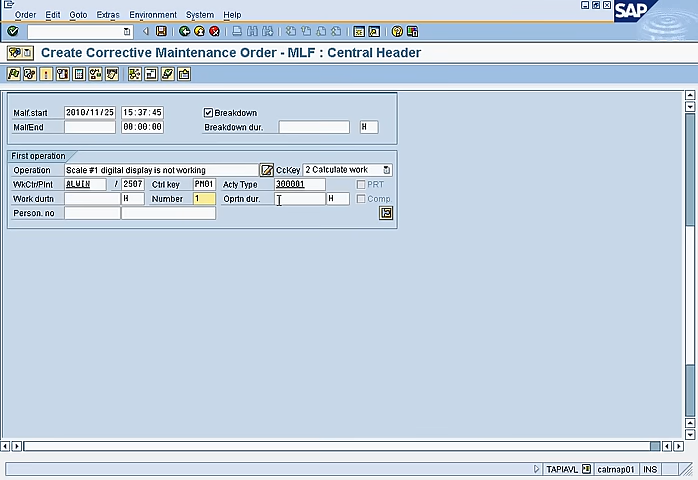 Order Edit Goto Extras Environment System Help
SAP
Create Corrective Maintenance Order - MLF : Central Header
Malf.start 2010/11/25 15:37:45 Breakdown
MalfEnd 00:00:00 Breakdown dur. H
First operation
Operation Scale #1 digital display is not working CcKey 2 Calculate work
WkCtr/Plnt ALWIN / 2507 Ctrl key PM01 Acty Type 300001 PRT
Work durtn H Number 1 Oprtn dur. H Comp.
Person. no
TAPIAVL calrnap01 INS